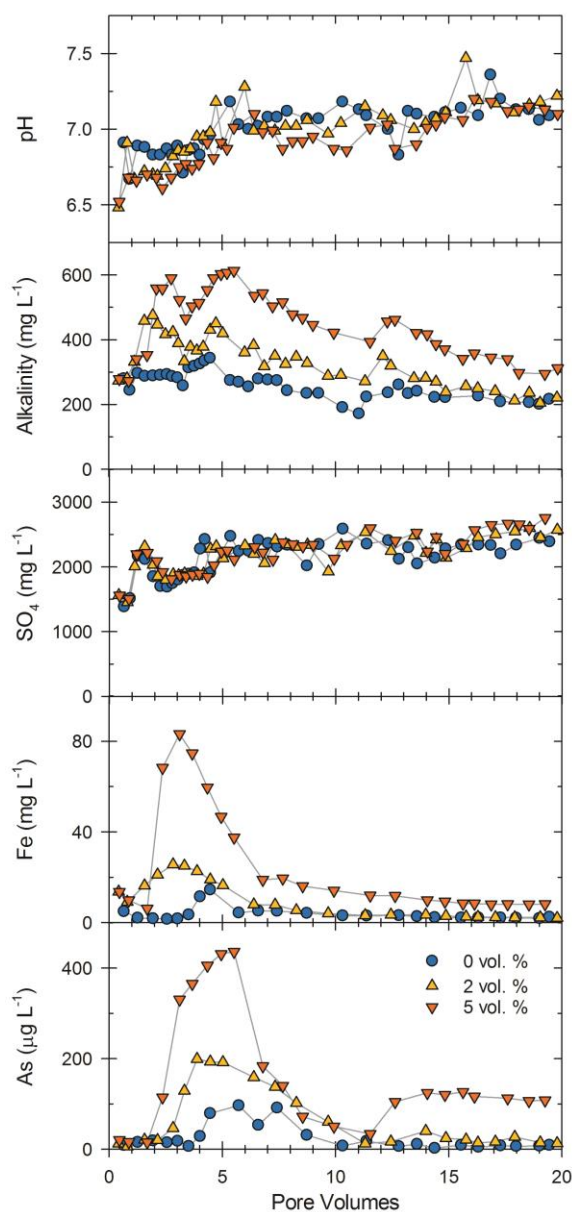 7.5
7.0
6.5
pH
600
400
200
0
Alkalinity (mg L⁻¹)
3000
2000
1000
0
SO₄ (mg L⁻¹)
80
40
0
Fe (mg L⁻¹)
0 vol. %
2 vol. %
5 vol. %
400
200
0
As (µg L⁻¹)
0 5 10 15 20
Pore Volumes